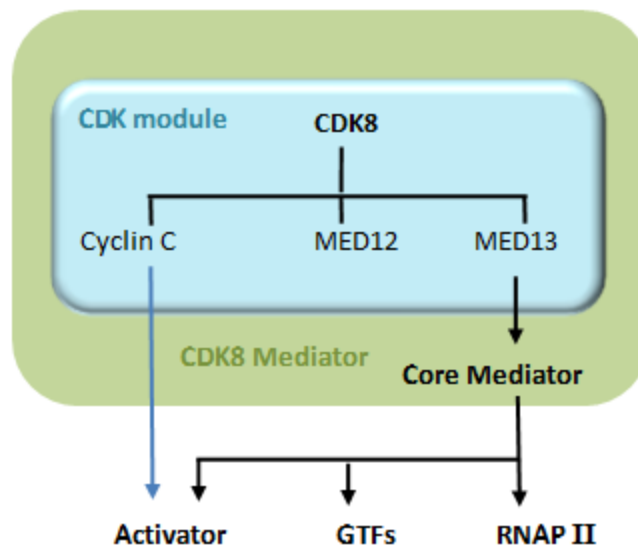 CDK module
CDK8
Cyclin C MED12 MED13
CDK8 Mediator
Core Mediator
Activator GTFs RNAP II